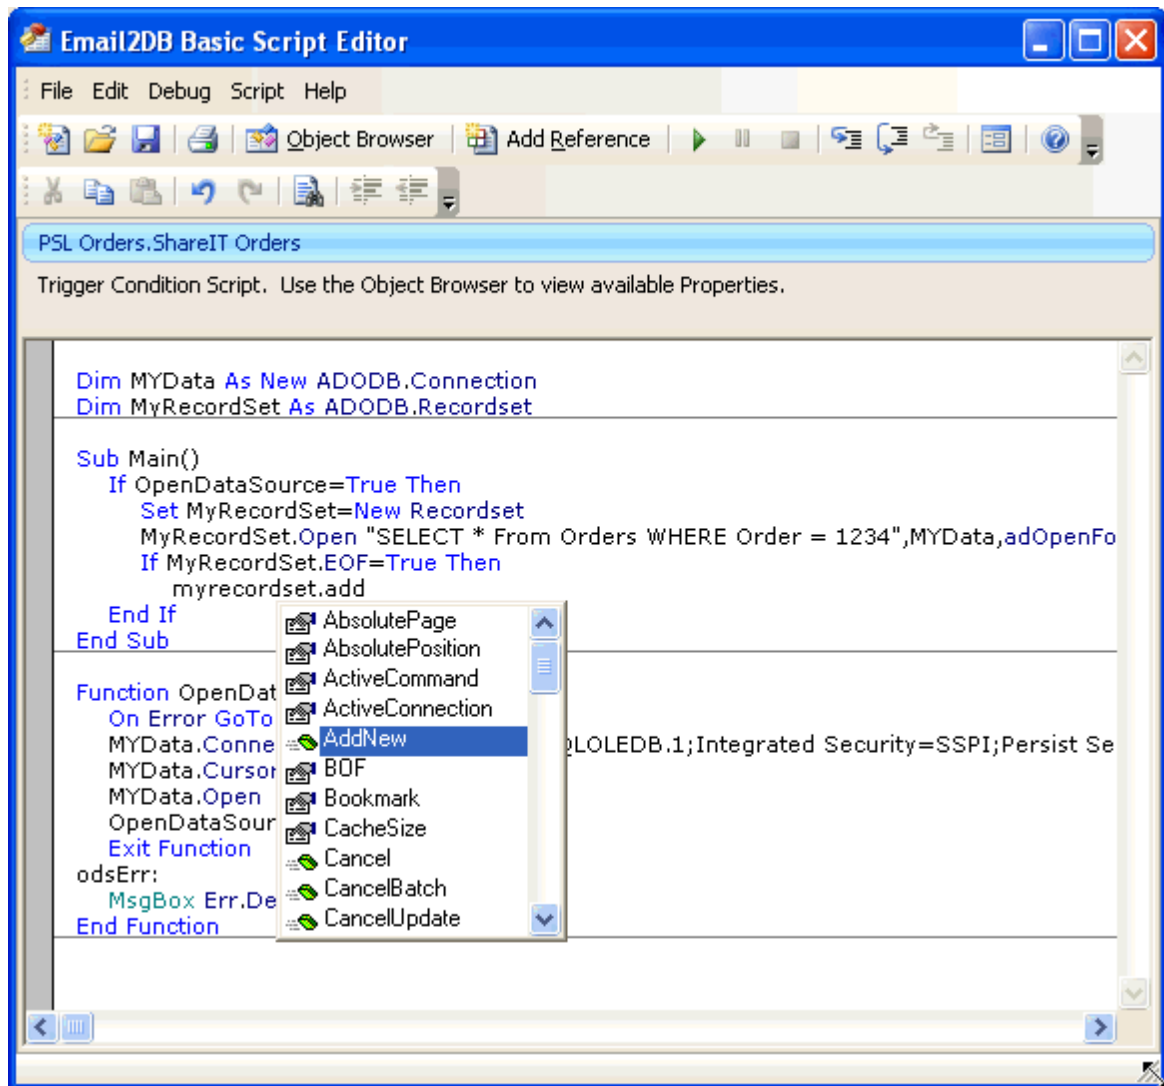 Email2DB Basic Script Editor
File Edit Debug Script Help
Object Browser Add Reference
PSL Orders.ShareIT Orders
Trigger Condition Script. Use the Object Browser to view available Properties.
Dim MYData As New ADODB.Connection
Dim MyRecordSet As ADODB.Recordset
Sub Main()
If OpenDataSource=True Then
Set MyRecordSet=New Recordset
MyRecordSet.Open "SELECT * From Orders WHERE Order = 1234",MYData,adOpenFo
If MyRecordSet.EOF=True Then
myrecordset.add
End If
End Sub
Function OpenDat
On Error GoTo
MYData.Conne
QLOLEDB.1;Integrated Security=SSPI;Persist Se
MYData.Cursor
MYData.Open
OpenDataSour
Exit Function
odsErr:
MsgBox Err.De
End Function
AbsolutePage
AbsolutePosition
ActiveCommand
ActiveConnection
AddNew
BOF
Bookmark
CacheSize
Cancel
CancelBatch
CancelUpdate